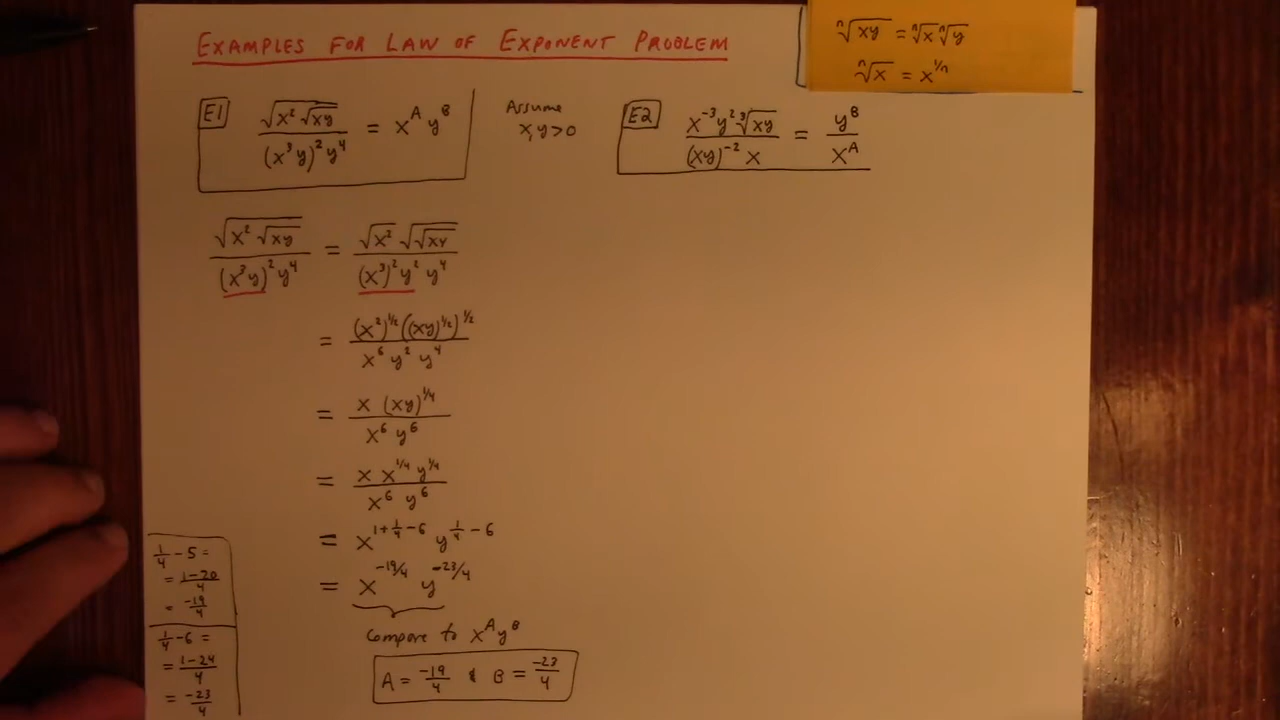 EXAMPLES FOR LAW OF EXPONENT PROBLEM
ⁿ√(xy) = ⁿ√x ⁿ√y
ⁿ√x = x^(1/n)
E1 √(x² √(xy)) / ((x³y)² y⁴) = x^A y^B
Assume
x, y > 0
E2 x^(-3) y² ³√(xy) / ((xy)^(-2) x) = y^B / x^A
√(x² √(xy)) / ((x³y)² y⁴) = √(x²) √(√(xy)) / ((x³)² y² y⁴)
= (x²)^(1/2) ((xy)^(1/2))^(1/2) / (x⁶ y² y⁴)
= x (xy)^(1/4) / (x⁶ y⁶)
= x x^(1/4) y^(1/4) / (x⁶ y⁶)
= x^(1+1/4-6) y^(1/4-6)
= x^(-19/4) y^(-23/4)
Compare to x^A y^B
A = -19/4 & B = -23/4
1/4 - 5 =
= (1-20)/4
= -19/4
1/4 - 6 =
= (1-24)/4
= -23/4